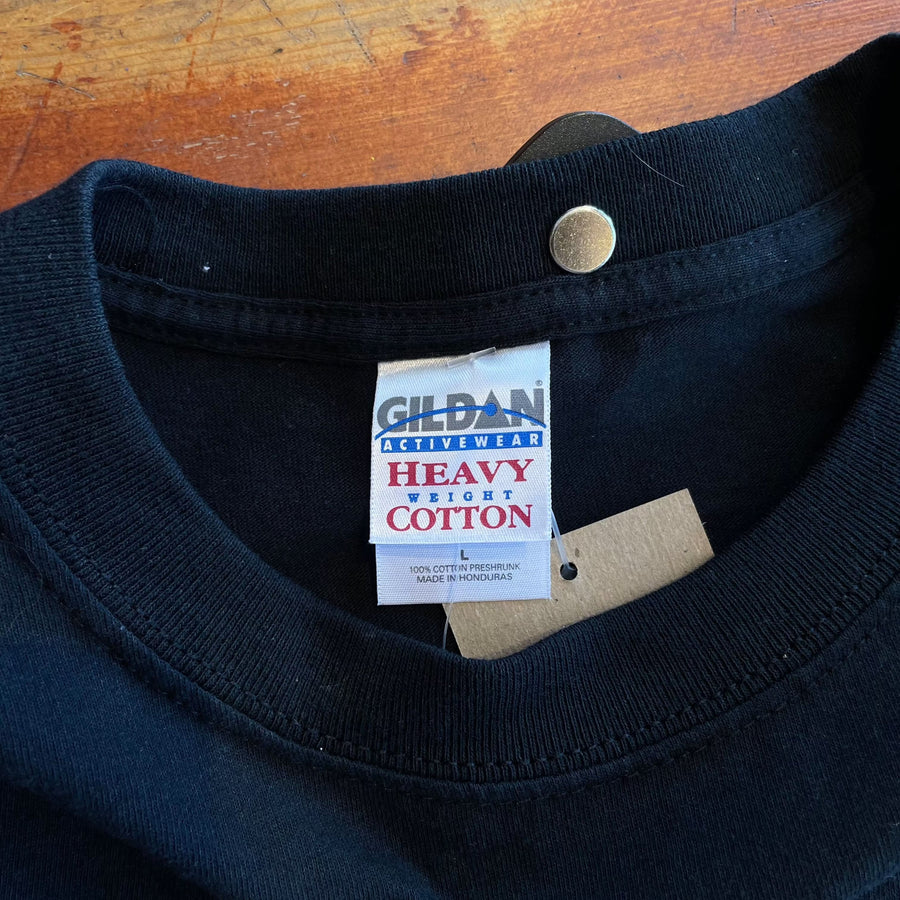 GILDAN®
ACTIVEWEAR
HEAVY
WEIGHT
COTTON
L
100% COTTON PRESHRUNK
MADE IN HONDURAS